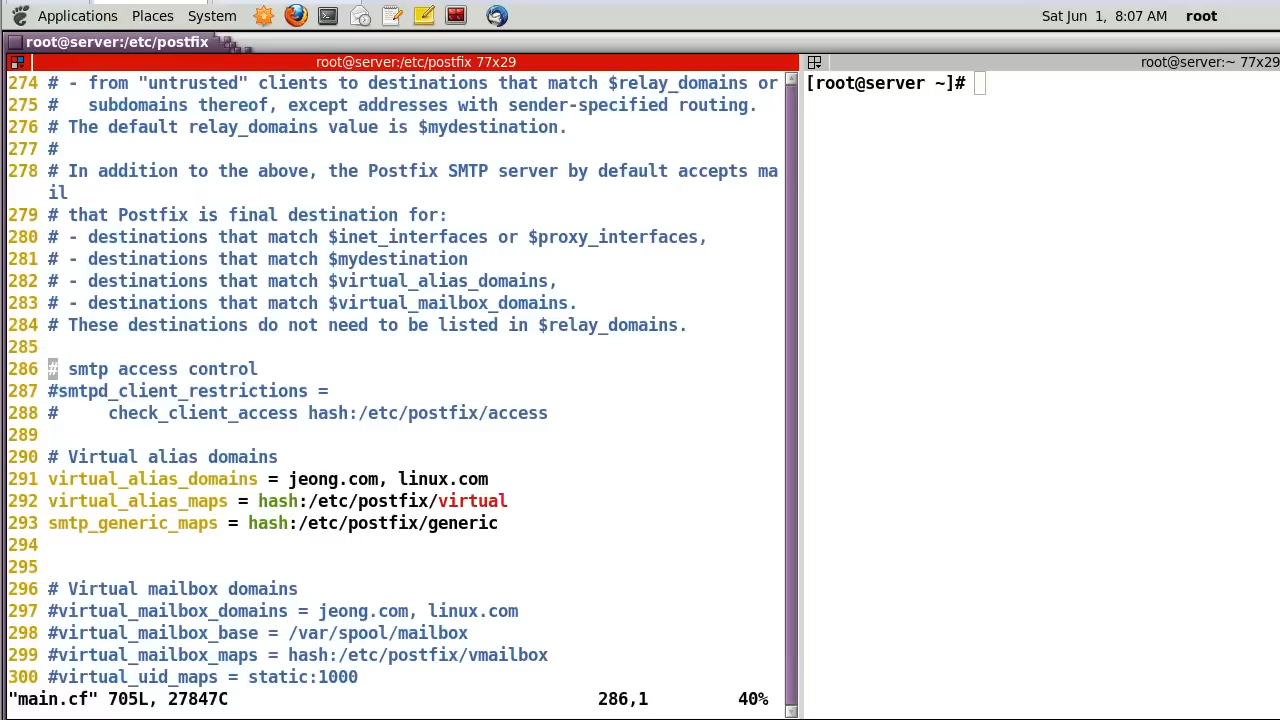 Applications Places System Sat Jun 1, 8:07 AM root
root@server:/etc/postfix
root@server:/etc/postfix 77x29
274 # - from "untrusted" clients to destinations that match $relay_domains or
275 #   subdomains thereof, except addresses with sender-specified routing.
276 # The default relay_domains value is $mydestination.
277 #
278 # In addition to the above, the Postfix SMTP server by default accepts ma
il
279 # that Postfix is final destination for:
280 # - destinations that match $inet_interfaces or $proxy_interfaces,
281 # - destinations that match $mydestination
282 # - destinations that match $virtual_alias_domains,
283 # - destinations that match $virtual_mailbox_domains.
284 # These destinations do not need to be listed in $relay_domains.
285
286 # smtp access control
287 #smtpd_client_restrictions =
288 #     check_client_access hash:/etc/postfix/access
289
290 # Virtual alias domains
291 virtual_alias_domains = jeong.com, linux.com
292 virtual_alias_maps = hash:/etc/postfix/virtual
293 smtp_generic_maps = hash:/etc/postfix/generic
294
295
296 # Virtual mailbox domains
297 #virtual_mailbox_domains = jeong.com, linux.com
298 #virtual_mailbox_base = /var/spool/mailbox
299 #virtual_mailbox_maps = hash:/etc/postfix/vmailbox
300 #virtual_uid_maps = static:1000
"main.cf" 705L, 27847C 286,1 40%
root@server:~ 77x29
[root@server ~]#